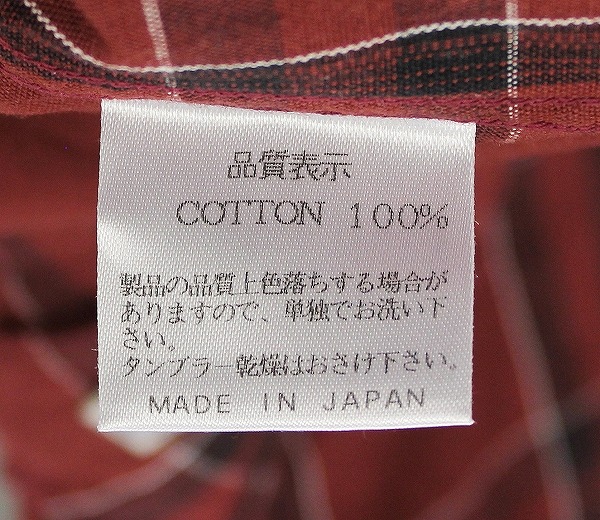 品質表示
COTTON 100%
製品の品質上色落ちする場合が
ありますので、単独でお洗い下
さい。
タンブラー乾燥はおさけ下さい。
MADE IN JAPAN